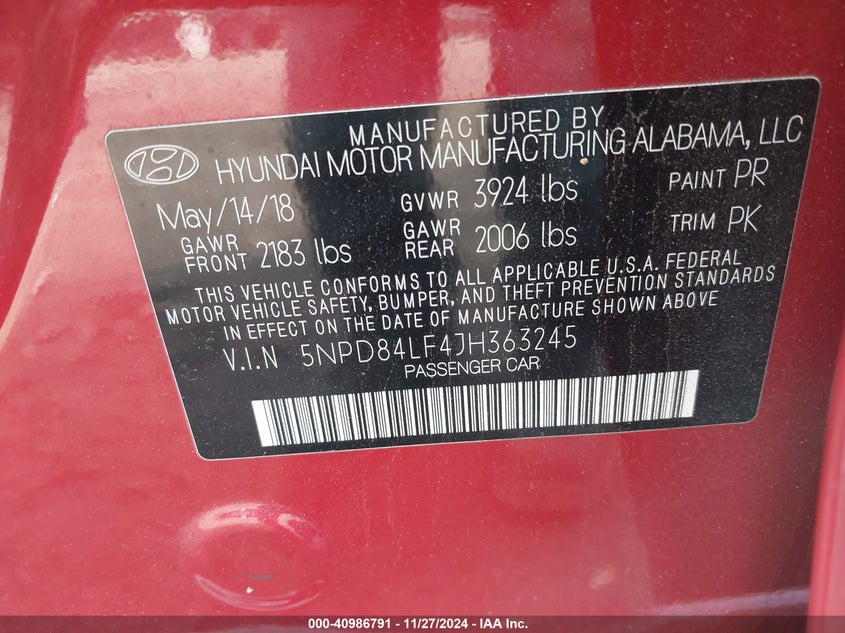 MANUFACTURED BY
HYUNDAI MOTOR MANUFACTURING ALABAMA, LLC
May/14/18 GVWR 3924 lbs PAINT PR
GAWR FRONT 2183 lbs GAWR REAR 2006 lbs TRIM PK
THIS VEHICLE CONFORMS TO ALL APPLICABLE U.S.A. FEDERAL
MOTOR VEHICLE SAFETY, BUMPER, AND THEFT PREVENTION STANDARDS
IN EFFECT ON THE DATE OF MANUFACTURE SHOWN ABOVE
V.I.N 5NPD84LF4JH363245
PASSENGER CAR
000-40986791 - 11/27/2024 - IAA Inc.